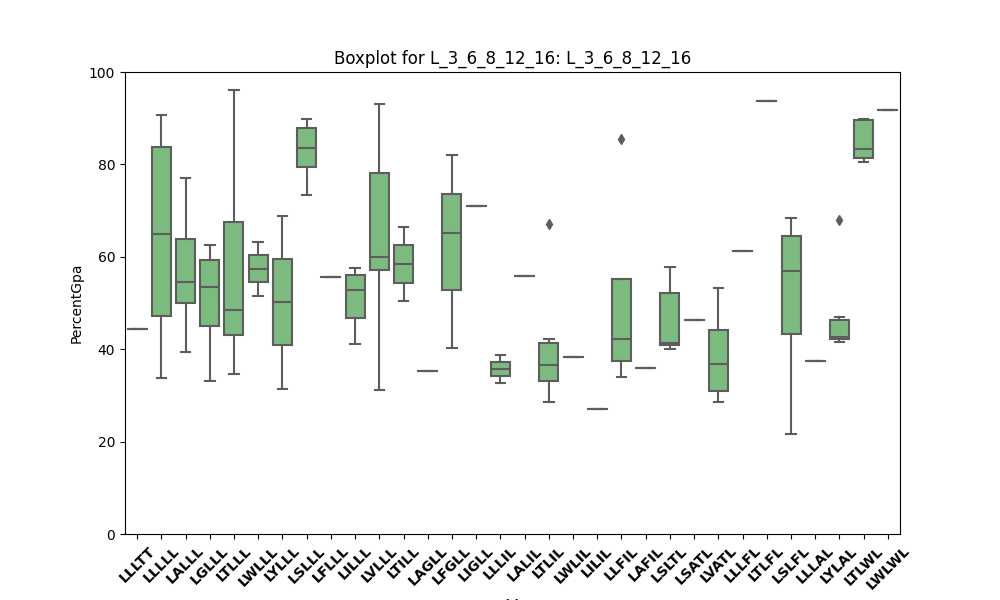 Boxplot for L_3_6_8_12_16: L_3_6_8_12_16
100
80
60
40
20
0
PercentGpa
LLLTT
LLLLL
LALLL
LGLLL
LTLLL
LWLLL
LYLLL
LSLLL
LFLLL
LILLL
LVLLL
LTILL
LAGLL
LFGLL
LIGLL
LLLIL
LALIL
LTLIL
LWLIL
LILIL
LLFIL
LAFIL
LSLTL
LSATL
LVATL
LLLFL
LTLFL
LSLFL
LLLAL
LYLAL
LTLWL
LWLWL